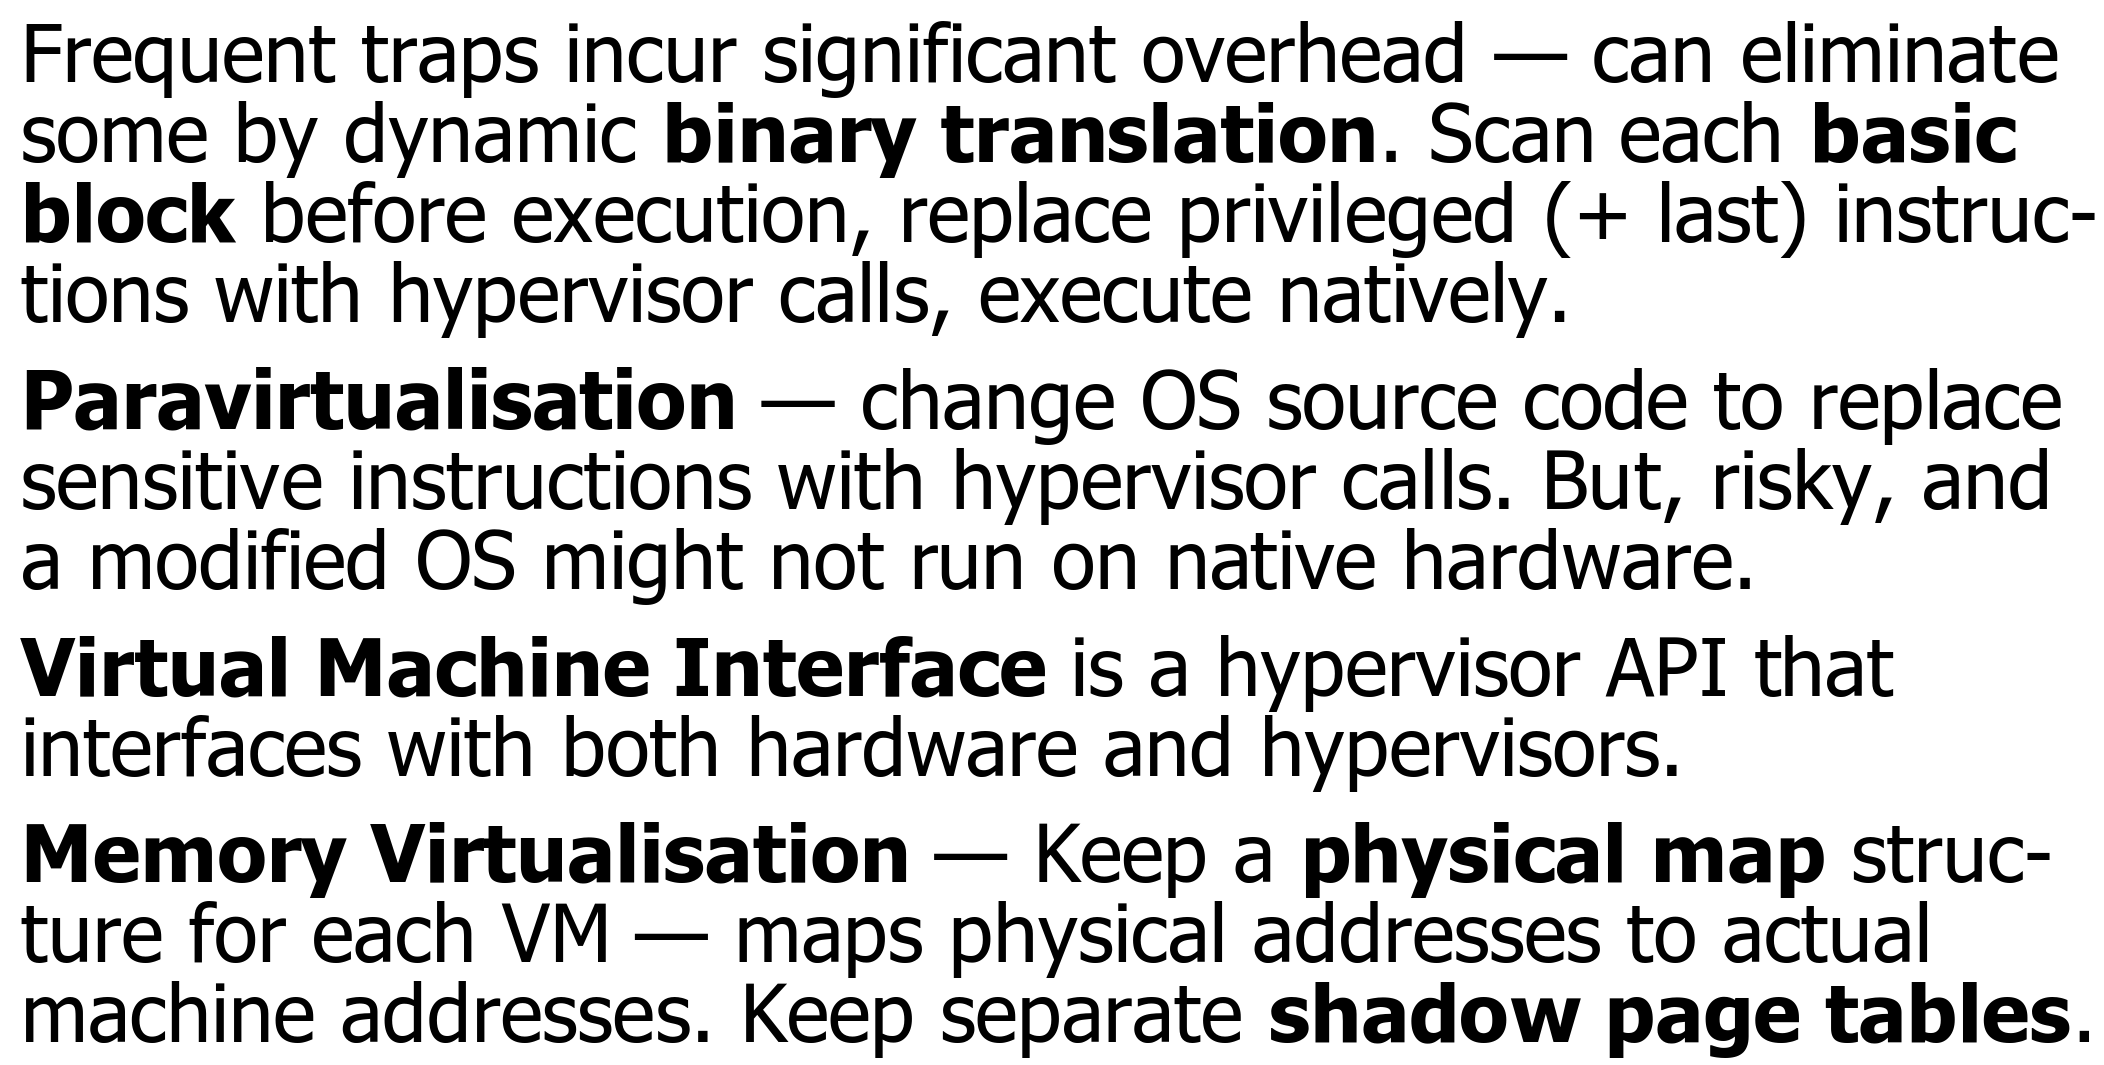 Frequent traps incur significant overhead — can eliminate
some by dynamic binary translation. Scan each basic
block before execution, replace privileged (+ last) instruc-
tions with hypervisor calls, execute natively.
Paravirtualisation — change OS source code to replace
sensitive instructions with hypervisor calls. But, risky, and
a modified OS might not run on native hardware.
Virtual Machine Interface is a hypervisor API that
interfaces with both hardware and hypervisors.
Memory Virtualisation — Keep a physical map struc-
ture for each VM — maps physical addresses to actual
machine addresses. Keep separate shadow page tables.